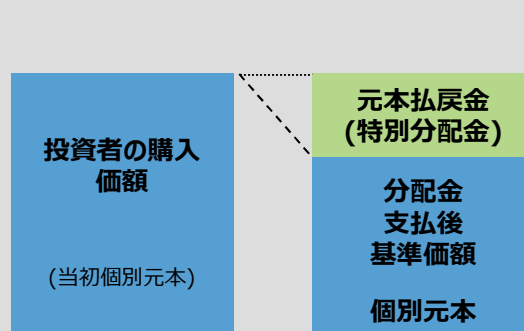 投資者の購入
価額
(当初個別元本)
元本払戻金
(特別分配金)
分配金
支払後
基準価額
個別元本